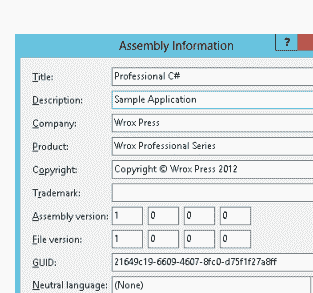 Assembly Information ?
Title: Professional C#
Description: Sample Application
Company: Wrox Press
Product: Wrox Professional Series
Copyright: Copyright © Wrox Press 2012
Trademark:
Assembly version: 1 0 0 0
File version: 1 0 0 0
GUID: 21649c19-6609-4607-8fc0-d75f1f27a8ff
Neutral language: (None)